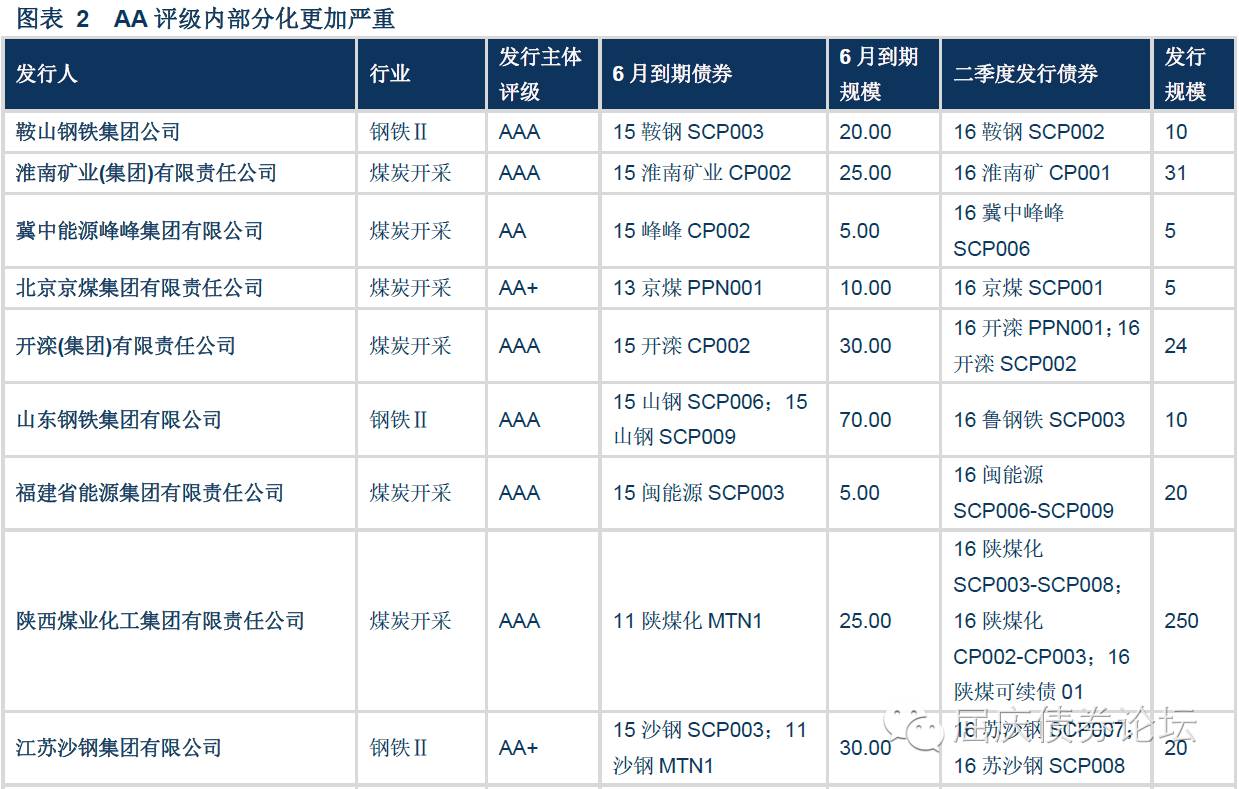 图表 2 AA 评级内部分化更加严重
发行人 行业 发行主体评级 6 月到期债券 6 月到期规模 二季度发行债券 发行规模
鞍山钢铁集团公司 钢铁Ⅱ AAA 15 鞍钢 SCP003 20.00 16 鞍钢 SCP002 10
淮南矿业(集团)有限责任公司 煤炭开采 AAA 15 淮南矿业 CP002 25.00 16 淮南矿 CP001 31
冀中能源峰峰集团有限公司 煤炭开采 AA 15 峰峰 CP002 5.00 16 冀中峰峰 SCP006 5
北京京煤集团有限责任公司 煤炭开采 AA+ 13 京煤 PPN001 10.00 16 京煤 SCP001 5
开滦(集团)有限责任公司 煤炭开采 AAA 15 开滦 CP002 30.00 16 开滦 PPN001；16 开滦 SCP002 24
山东钢铁集团有限公司 钢铁Ⅱ AAA 15 山钢 SCP006；15 山钢 SCP009 70.00 16 鲁钢铁 SCP003 10
福建省能源集团有限责任公司 煤炭开采 AAA 15 闽能源 SCP003 5.00 16 闽能源 SCP006-SCP009 20
陕西煤业化工集团有限责任公司 煤炭开采 AAA 11 陕煤化 MTN1 25.00 16 陕煤化 SCP003-SCP008；16 陕煤化 CP002-CP003；16 陕煤可续债 01 250
江苏沙钢集团有限公司 钢铁Ⅱ AA+ 15 沙钢 SCP003；11 沙钢 MTN1 30.00 16 苏沙钢 SCP007；16 苏沙钢 SCP008 20
屈庆债券论坛